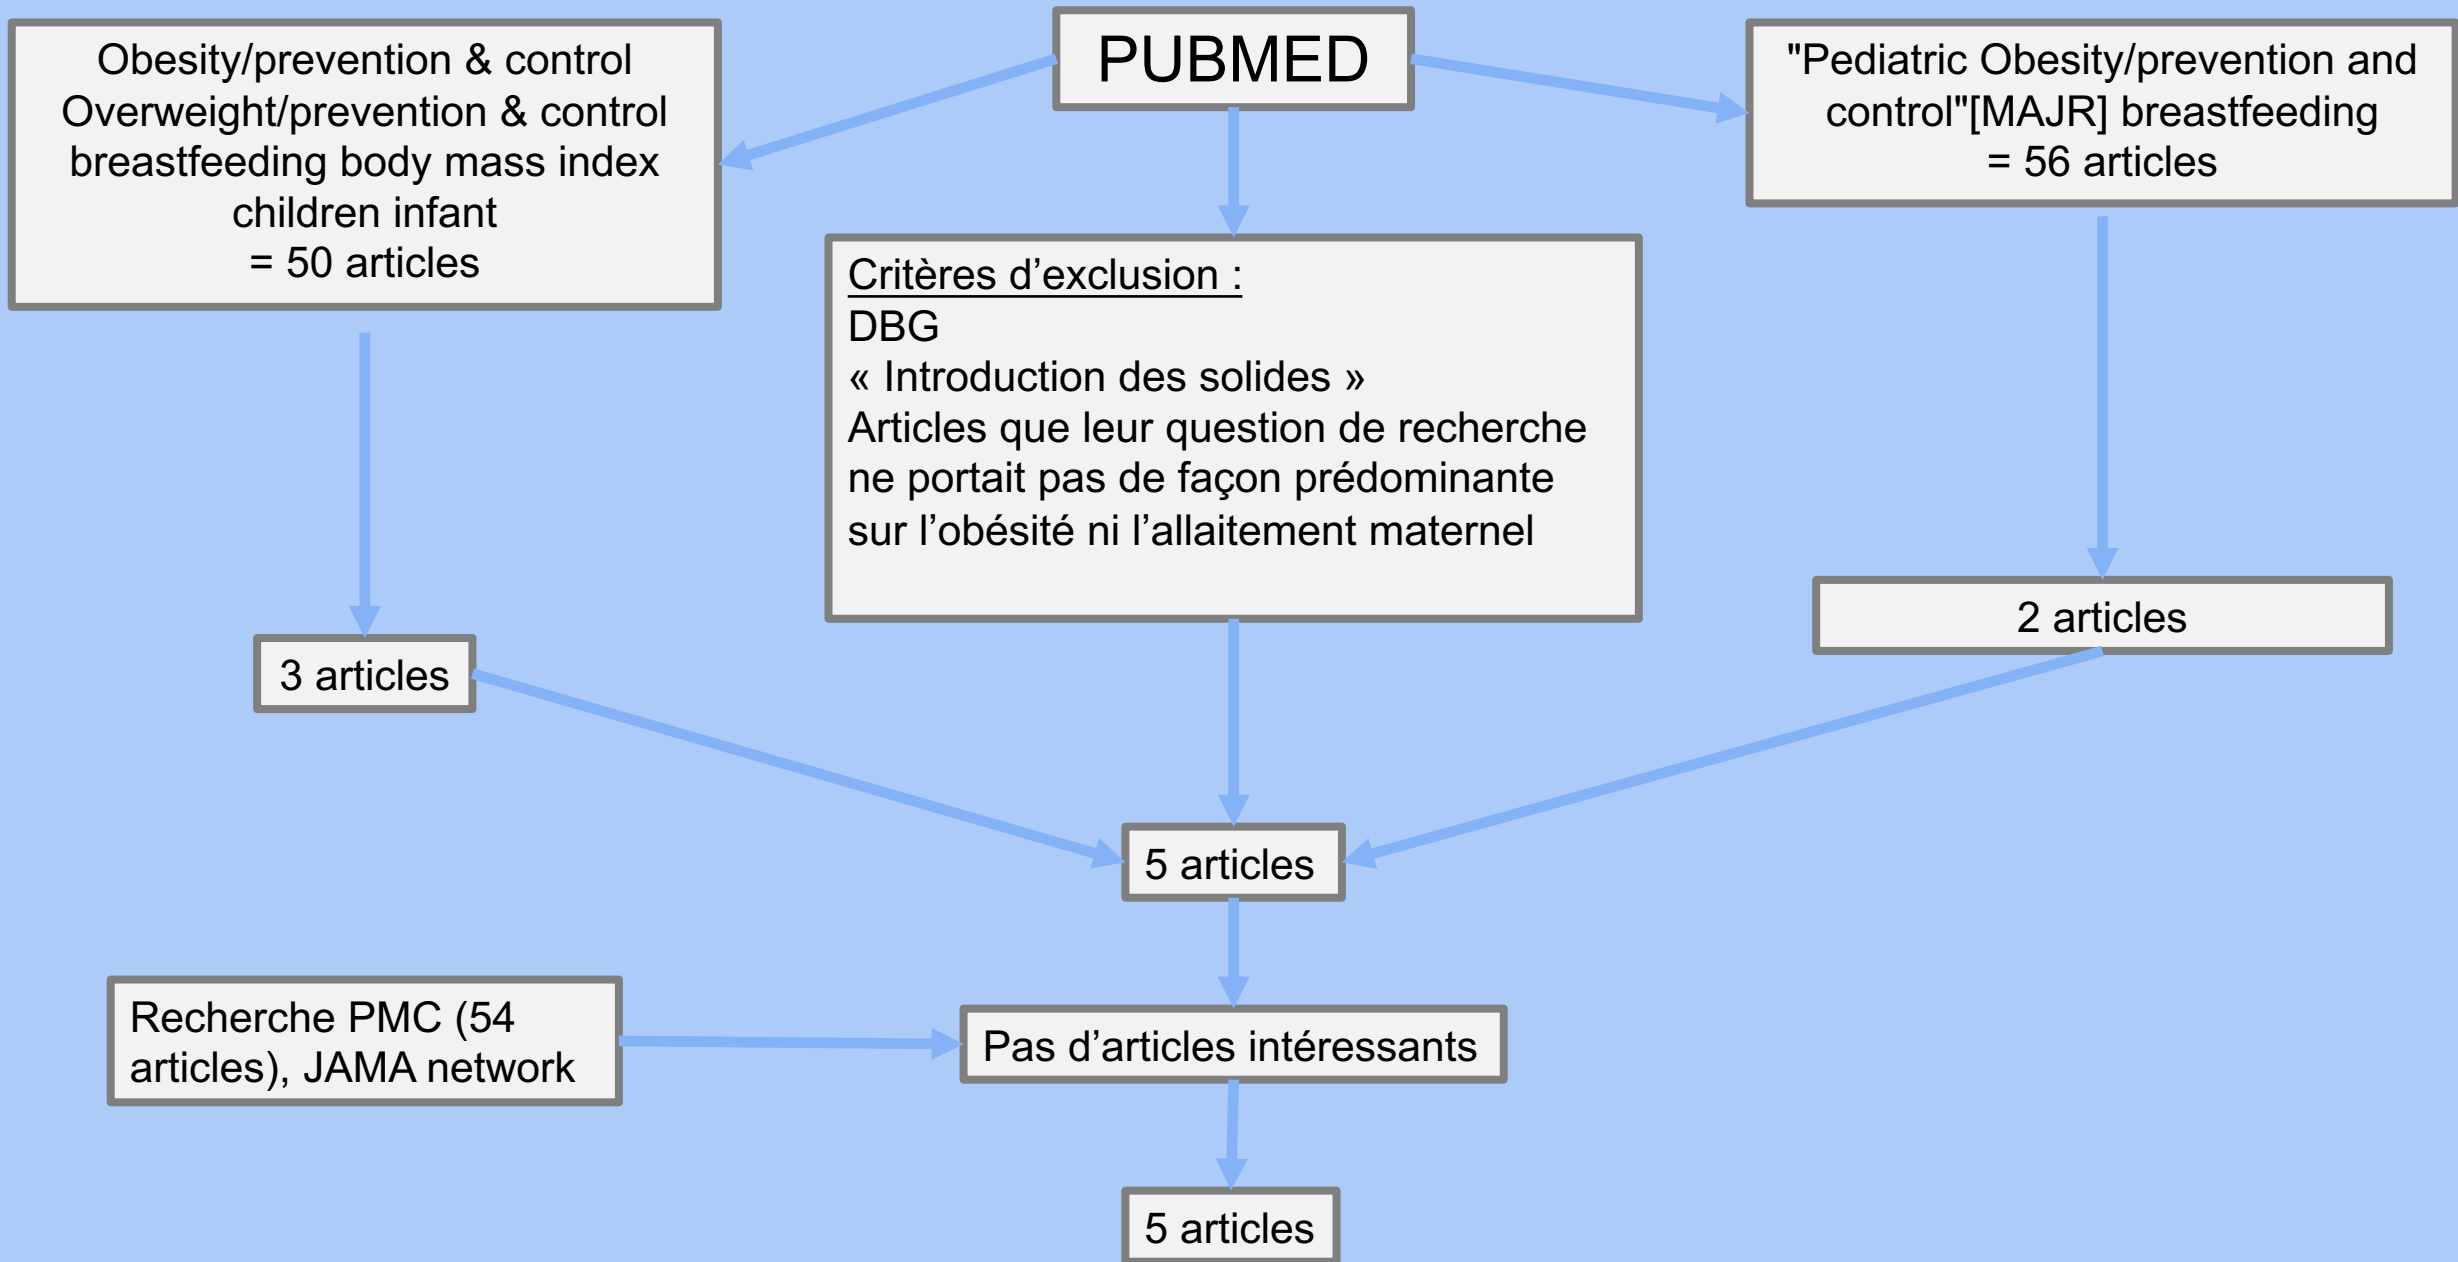 PUBMED
Obesity/prevention & control
Overweight/prevention & control
breastfeeding body mass index
children infant
= 50 articles
"Pediatric Obesity/prevention and
control"[MAJR] breastfeeding
= 56 articles
Critères d’exclusion :
DBG
« Introduction des solides »
Articles que leur question de recherche
ne portait pas de façon prédominante
sur l’obésité ni l’allaitement maternel
3 articles
2 articles
5 articles
Recherche PMC (54
articles), JAMA network
Pas d’articles intéressants
5 articles